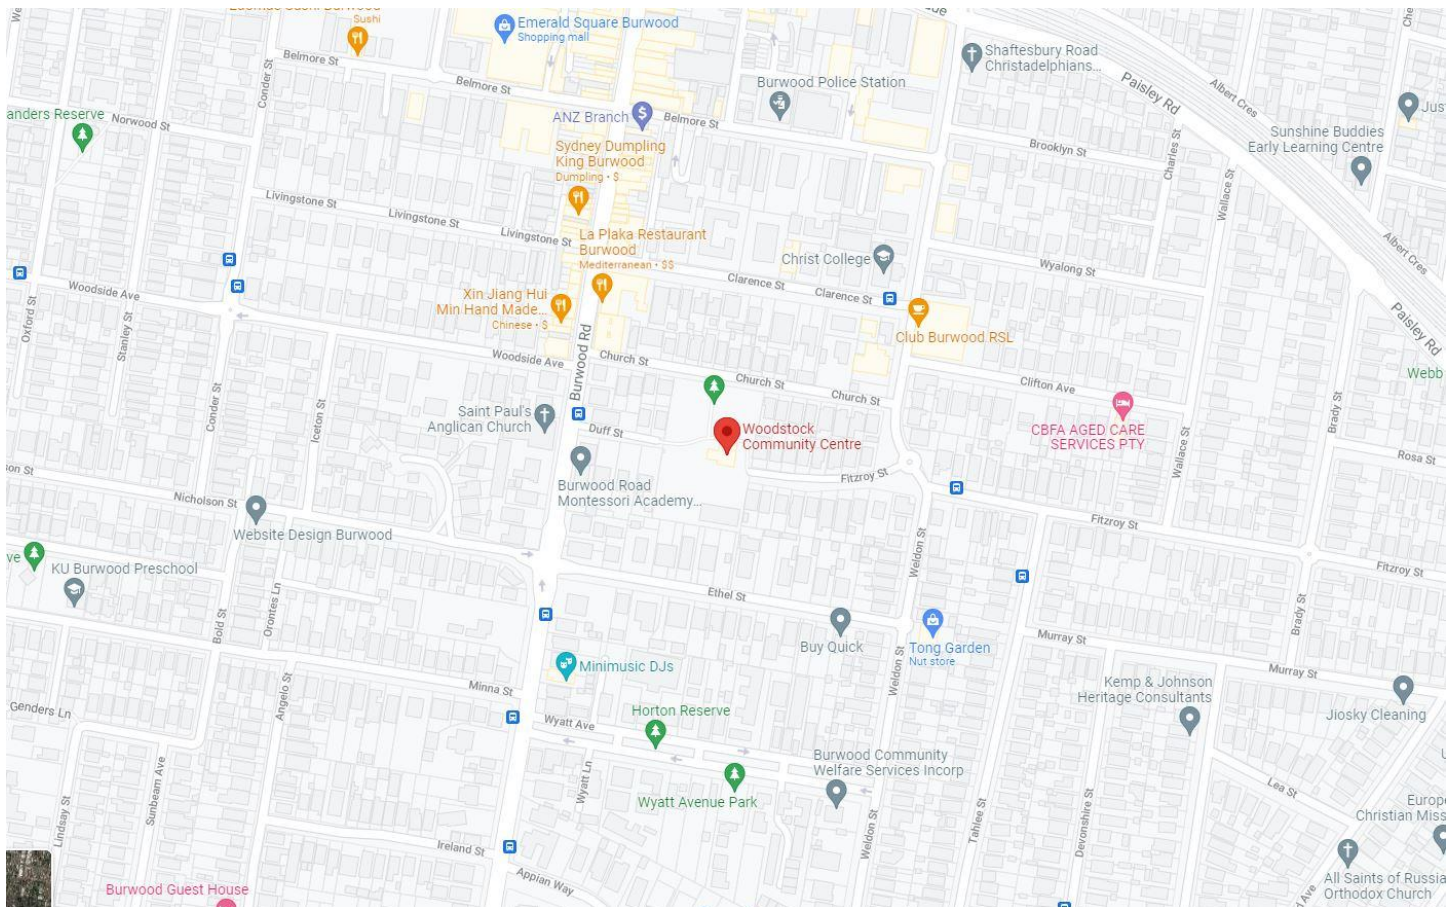 Sushi
Emerald Square Burwood
Shopping mall
Belmore St
Conder St
Belmore St
ANZ Branch
Belmore St
Burwood Police Station
Shaftesbury Road
Christadelphians...
Paisley Rd
Albert Cres
Jus
Sunshine Buddies
Early Learning Centre
Brooklyn St
Charles St
Wallace St
anders Reserve
Norwood St
Sydney Dumpling
King Burwood
Dumpling • $
Livingstone St
Livingstone St
Livingstone St
La Plaka Restaurant
Burwood
Mediterranean • $$
Christ College
Wyalong St
Albert Cres
Clarence St
Clarence St
Woodside Ave
Xin Jiang Hui
Min Hand Made...
Chinese • $
Club Burwood RSL
Paisley Rd
Oxford St
Stanley St
Woodside Ave
Burwood Rd
Church St
Church St
Church St
Clifton Ave
Webb
Conder St
Iceton St
Saint Paul's
Anglican Church
Duff St
Woodstock
Community Centre
CBFA AGED CARE
SERVICES PTY
Brady St
Wallace St
Rosa St
son St
Nicholson St
Burwood Road
Montessori Academy...
Fitzroy St
Fitzroy St
Website Design Burwood
Weldon St
Fitzroy St
ve
KU Burwood Preschool
Bold St
Orontes Ln
Ethel St
Buy Quick
Tong Garden
Nut store
Murray St
Brady St
Murray St
Minimusic DJs
Weldon St
Kemp & Johnson
Heritage Consultants
Jiosky Cleaning
Genders Ln
Angelo St
Minna St
Horton Reserve
Wyatt Ave
Burwood Community
Welfare Services Incorp
Wyatt Ln
Wyatt Avenue Park
Lea St
Lindsay St
Sunbeam Ave
Weldon St
Tahlee St
Devonshire St
Europe
Christian Miss
Ireland St
Appian Way
All Saints of Russia
Orthodox Church
Burwood Guest House